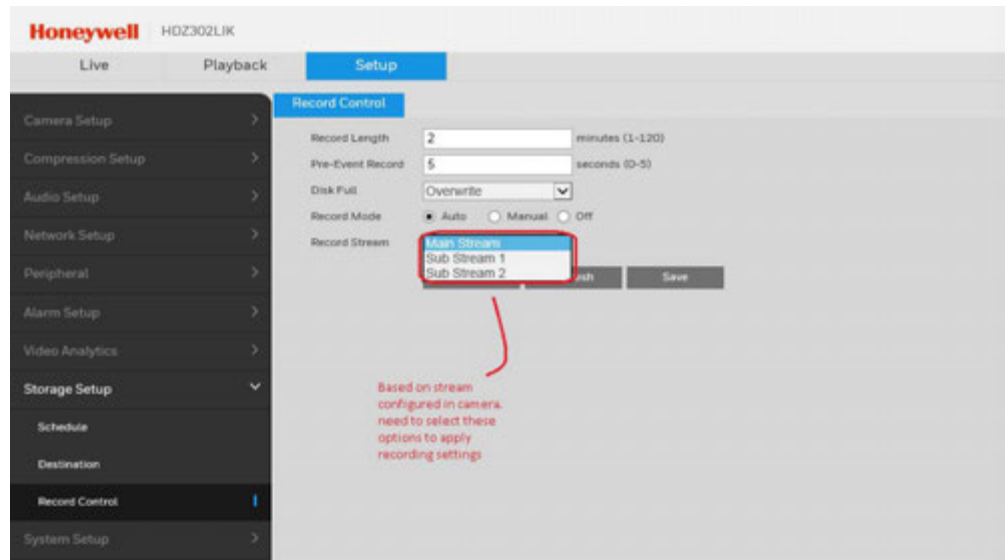 Honeywell HDZ302LIK
Live Playback Setup
Camera Setup
Compression Setup
Audio Setup
Network Setup
Peripheral
Alarm Setup
Video Analytics
Storage Setup
Schedule
Destination
Record Control
System Setup
Record Control
Record Length 2 minutes (1-120)
Pre-Event Record 5 seconds (0-5)
Disk Full Overwrite
Record Mode Auto Manual Off
Record Stream Main Stream
Sub Stream 1
Sub Stream 2
Save
Based on stream
configured in camera.
need to select these
options to apply
recording settings